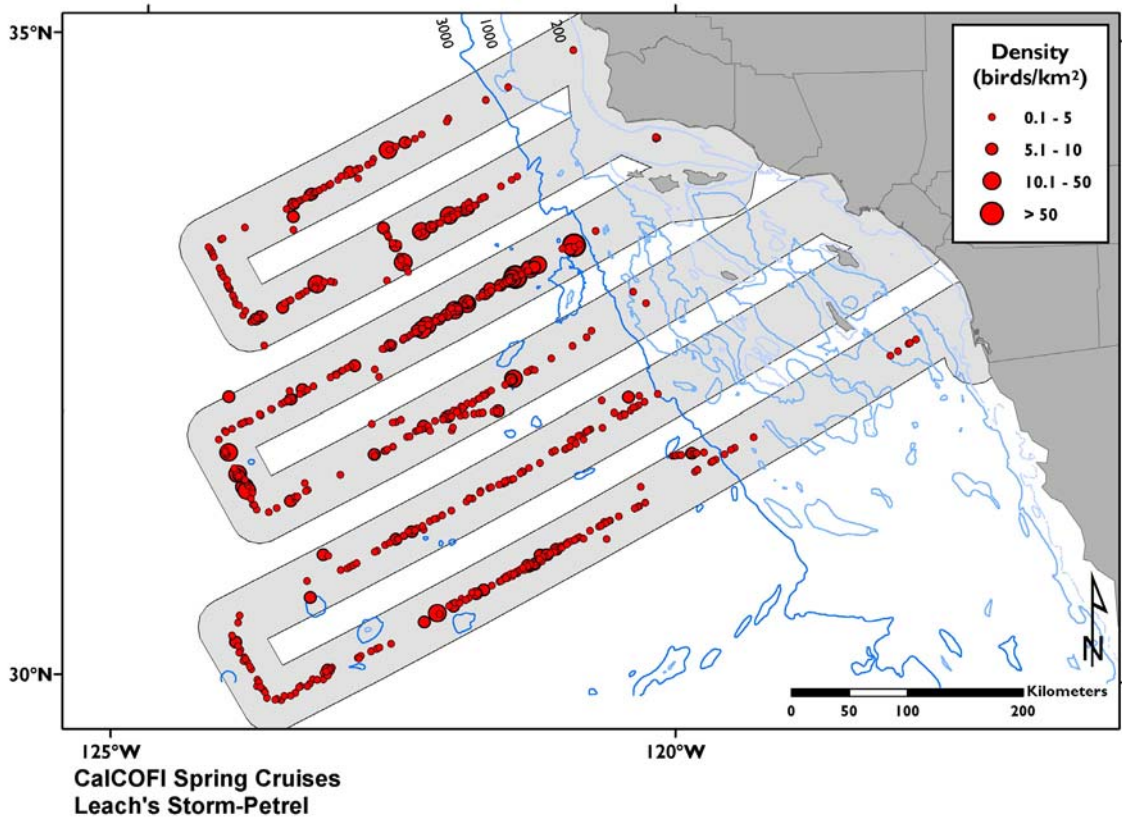 35°N
3000
1000
200
Density
(birds/km²)
0.1 - 5
5.1 - 10
10.1 - 50
> 50
30°N
N
Kilometers
0 50 100 200
125°W
120°W
CalCOFI Spring Cruises
Leach's Storm-Petrel